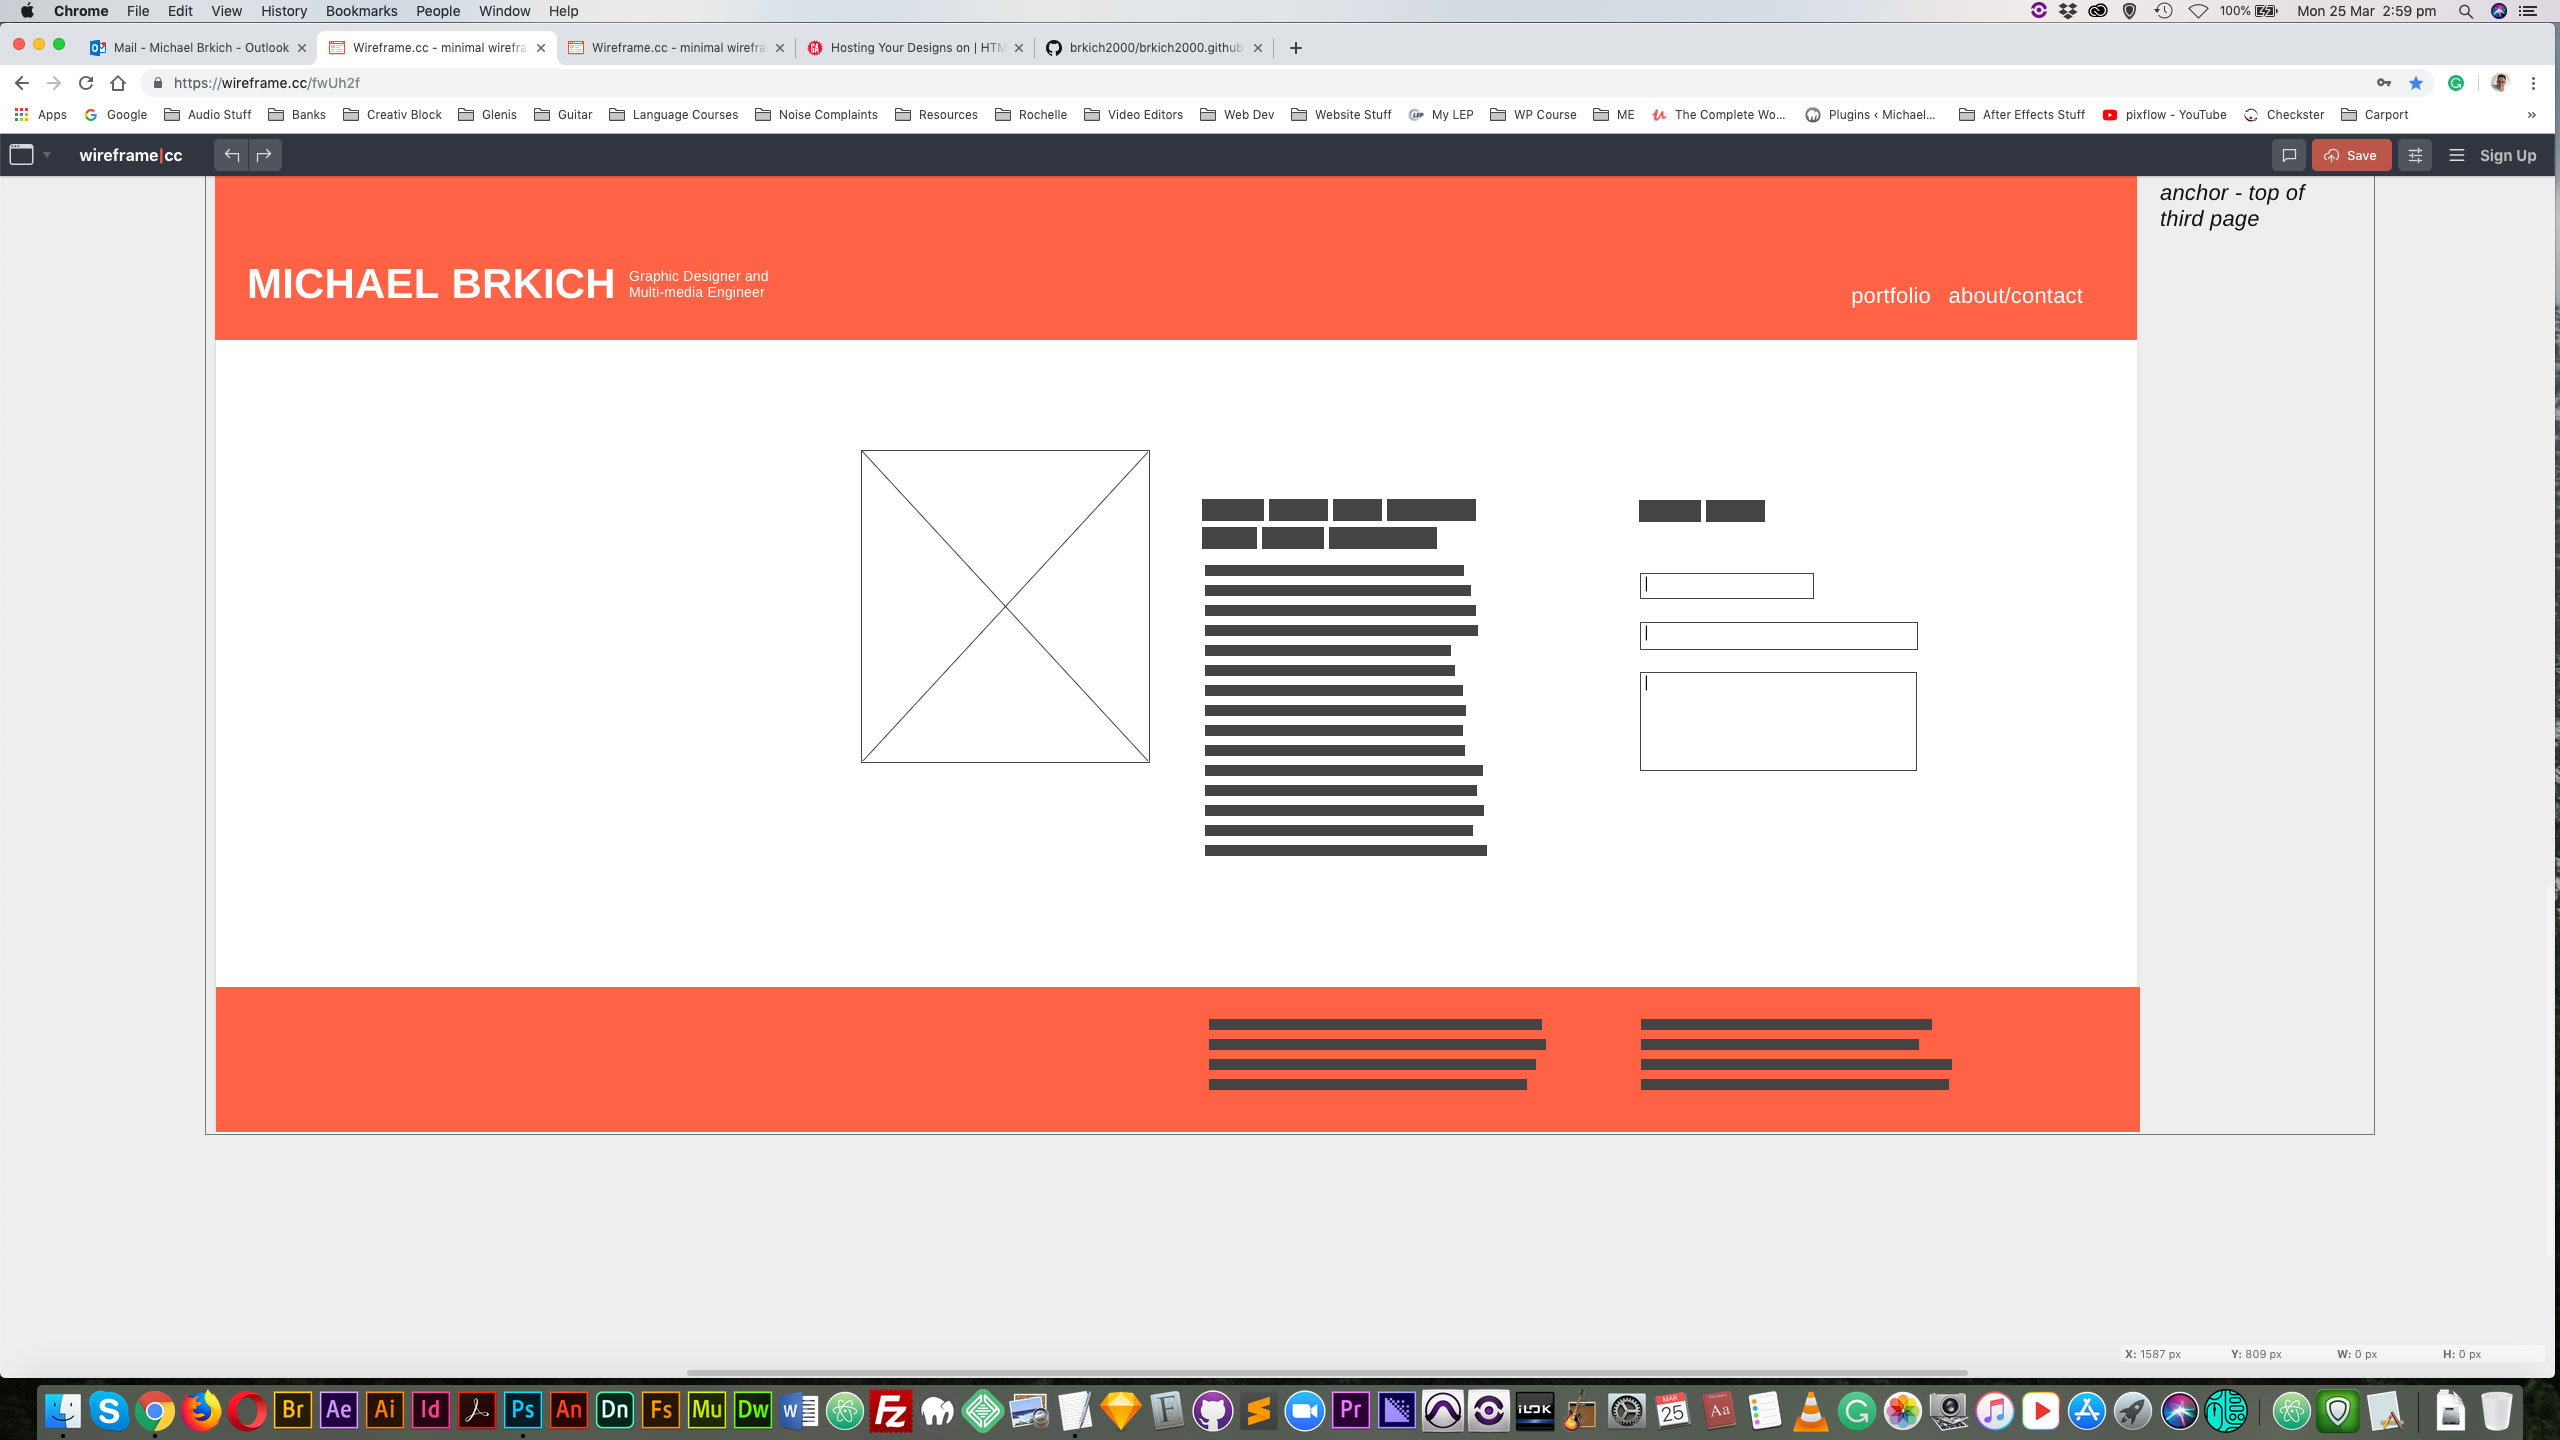 Chrome File Edit View History Bookmarks People Window Help 100% Mon 25 Mar 2:59 pm
Mail - Michael Brkich - Outlook Wireframe.cc - minimal wirefra Wireframe.cc - minimal wirefra Hosting Your Designs on | HTM brkich2000/brkich2000.github
https://wireframe.cc/fwUh2f
Apps Google Audio Stuff Banks Creativ Block Glenis Guitar Language Courses Noise Complaints Resources Rochelle Video Editors Web Dev Website Stuff My LEP WP Course ME The Complete Wo... Plugins ‹ Michael... After Effects Stuff pixflow - YouTube Checkster Carport »
wireframe|cc Save Sign Up
anchor - top of
third page
MICHAEL BRKICH Graphic Designer and
Multi-media Engineer
portfolio about/contact
X: 1587 px Y: 809 px W: 0 px H: 0 px
Br Ae Ai Id Ps An Dn Fs Mu Dw W Fz F Pr iLOK MAR 25 Aa